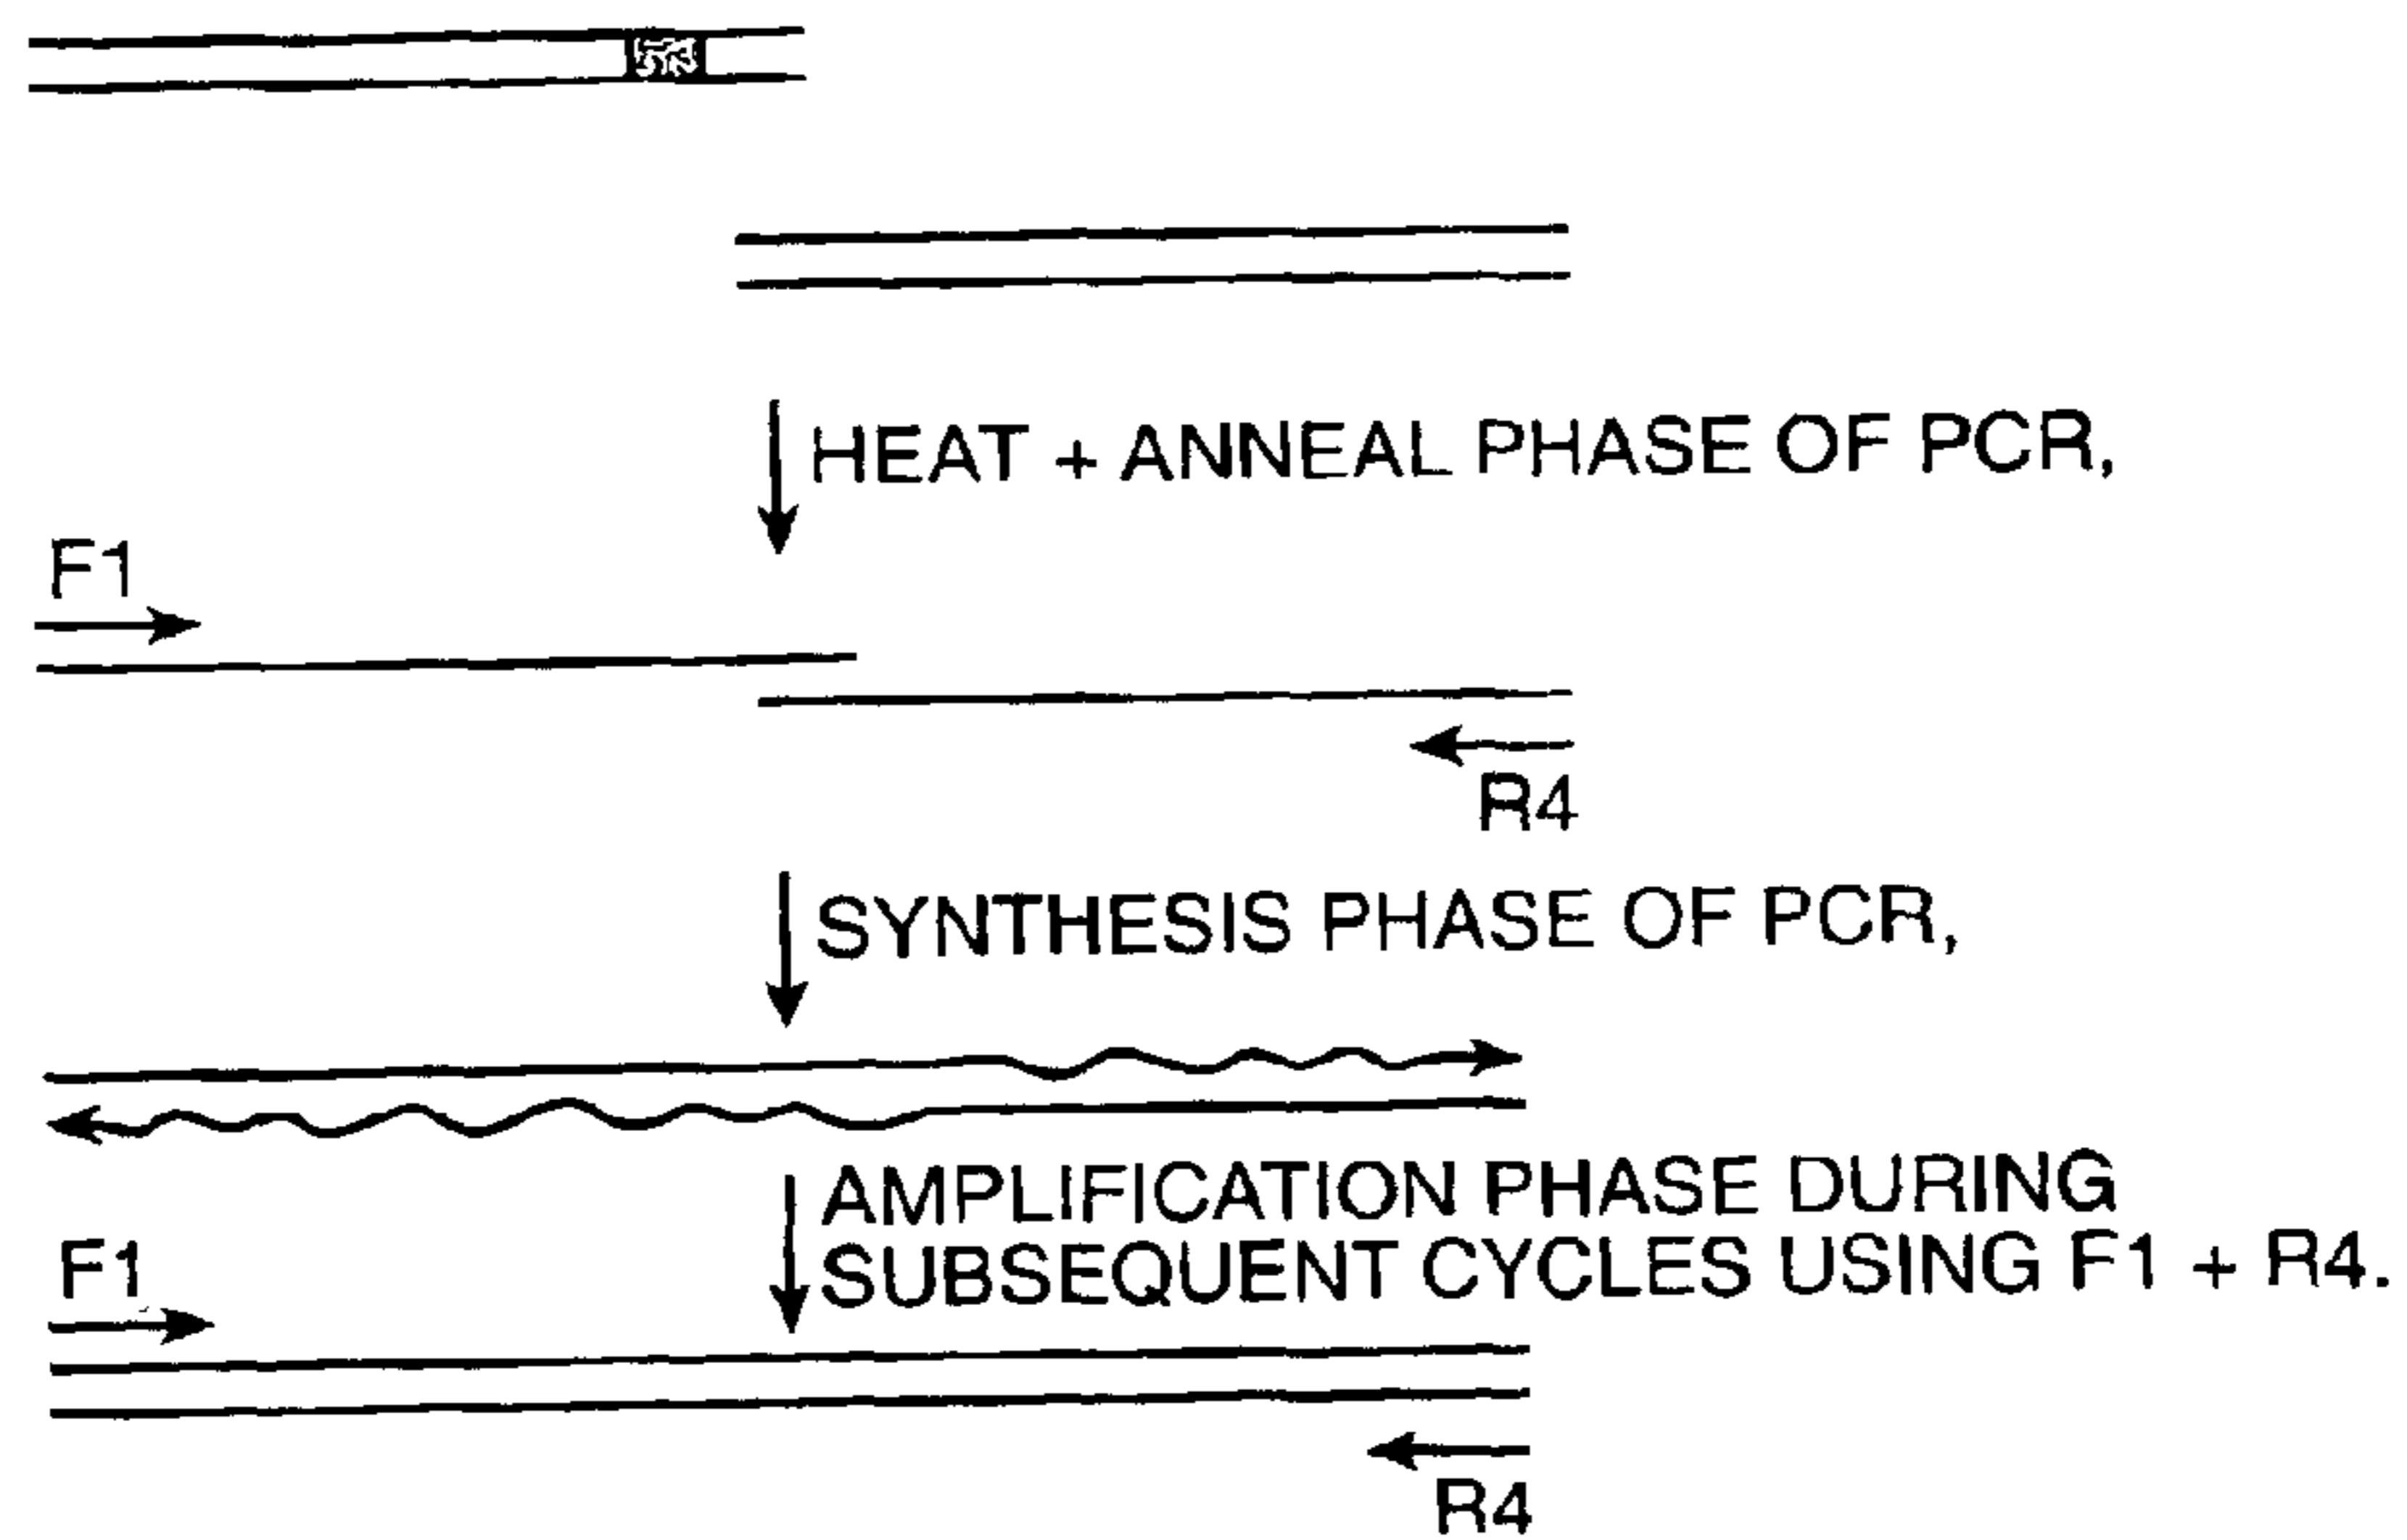 HEAT + ANNEAL PHASE OF PCR,
F1
R4
SYNTHESIS PHASE OF PCR,
AMPLIFICATION PHASE DURING
SUBSEQUENT CYCLES USING F1 + R4.
F1
R4